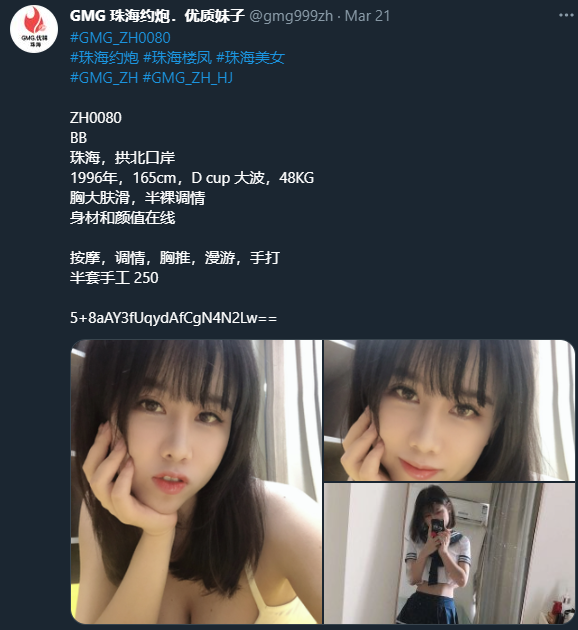 GMG 珠海约炮．优质妹子 @gmg999zh · Mar 21
#GMG_ZH0080
#珠海约炮 #珠海楼凤 #珠海美女
#GMG_ZH #GMG_ZH_HJ
ZH0080
BB
珠海，拱北口岸
1996年，165cm，D cup 大波，48KG
胸大肤滑，半裸调情
身材和颜值在线
按摩，调情，胸推，漫游，手打
半套手工 250
5+8aAY3fUqydAfCgN4N2Lw==
GMG.优辑
珠海